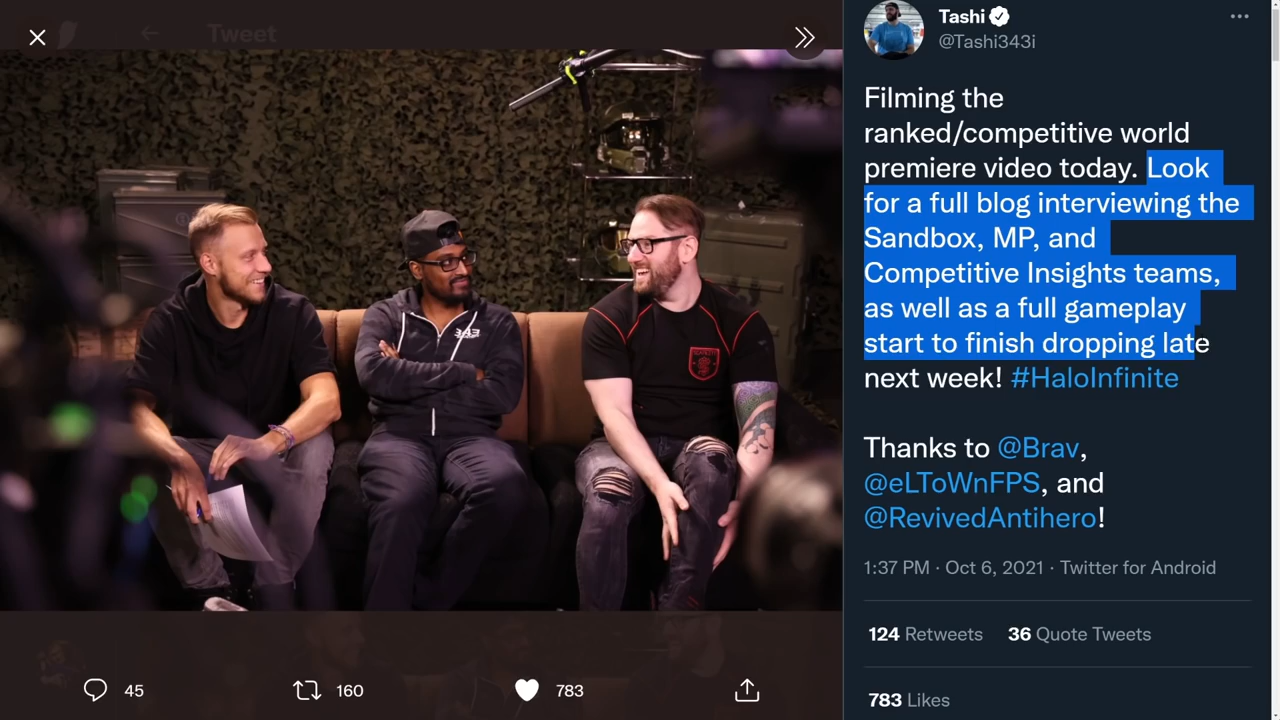 Tweet
343
45
160
783
Tashi
@Tashi343i
Filming the
ranked/competitive world
premiere video today. Look
for a full blog interviewing the
Sandbox, MP, and
Competitive Insights teams,
as well as a full gameplay
start to finish dropping late
next week! #HaloInfinite
Thanks to @Brav,
@eLToWnFPS, and
@RevivedAntihero!
1:37 PM · Oct 6, 2021 · Twitter for Android
124 Retweets 36 Quote Tweets
783 Likes